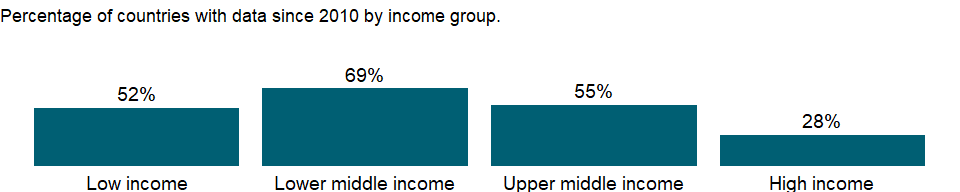 Percentage of countries with data since 2010 by income group.
69%
55%
52%
28%
Low income
Lower middle income
Upper middle income
High income